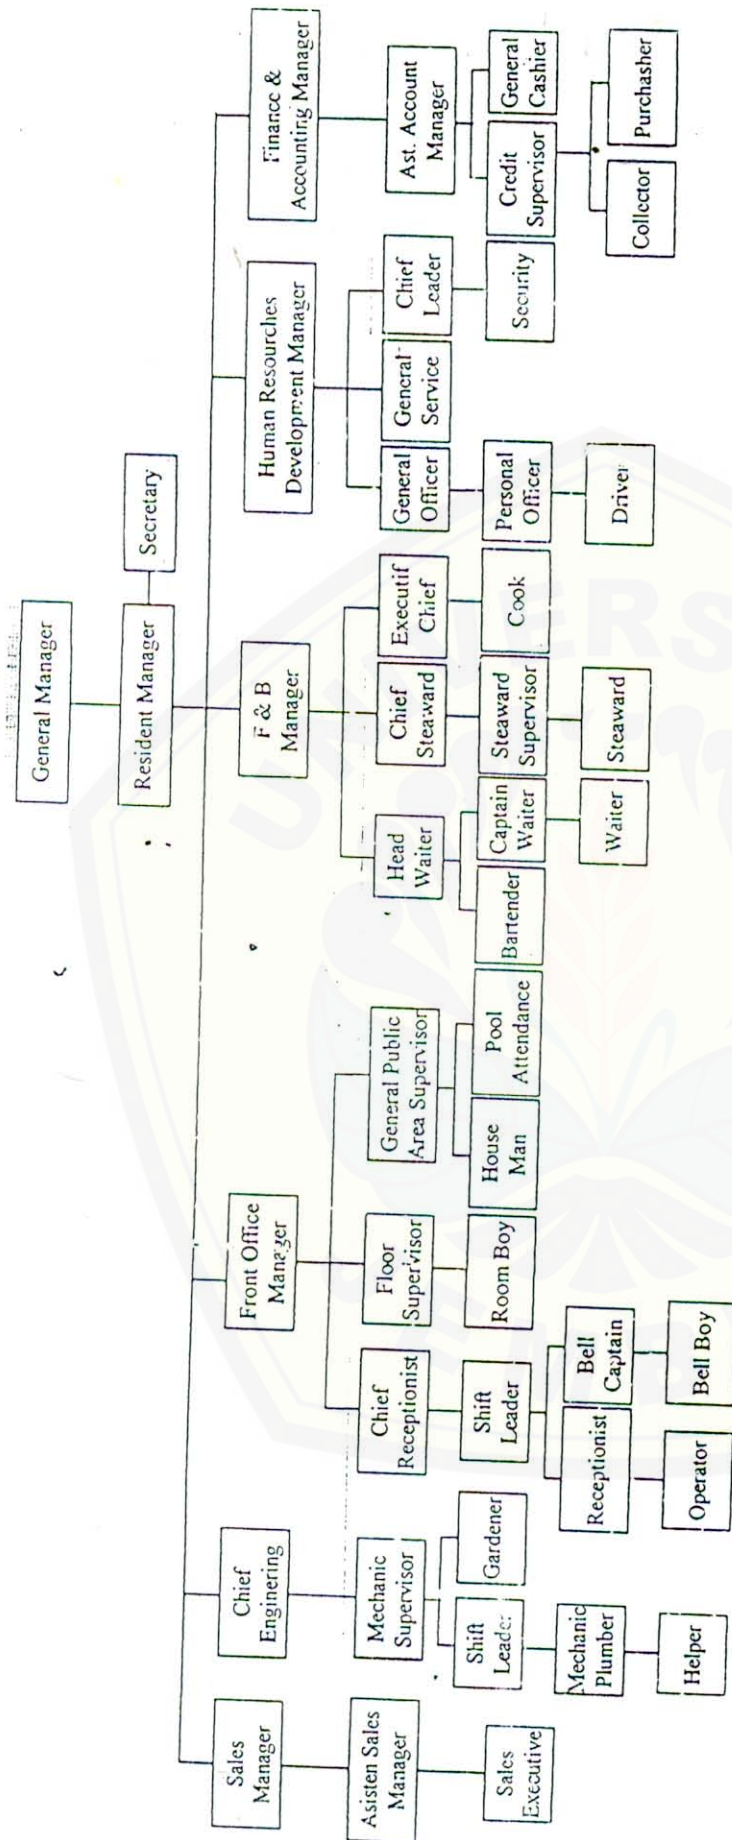 General Manager
Resident Manager
Secretary
Sales
Manager
Chief
Enginering
Front Office
Manager
F & B
Manager
Human Resourches
Development Manager
Finance &
Accounting Manager
Asisten Sales
Manager
Mechanic
Supervisor
Chief
Receptionist
Floor
Supervisor
General Public
Area Supervisor
Head
Waiter
Chief
Steaward
Executif
Chief
General
Officer
General
Service
Chief
Leader
Ast. Account
Manager
Sales
Executive
Shift
Leader
Gardener
Shift
Leader
Room Boy
House
Man
Pool
Attendance
Bartender
Captain
Waiter
Steaward
Supervisor
Cook
Personal
Officer
Security
Credit
Supervisor
General
Cashier
Mechanic
Plumber
Receptionist
Bell
Captain
Waiter
Steaward
Driver
Collector
Purchasher
Helper
Operator
Bell Boy